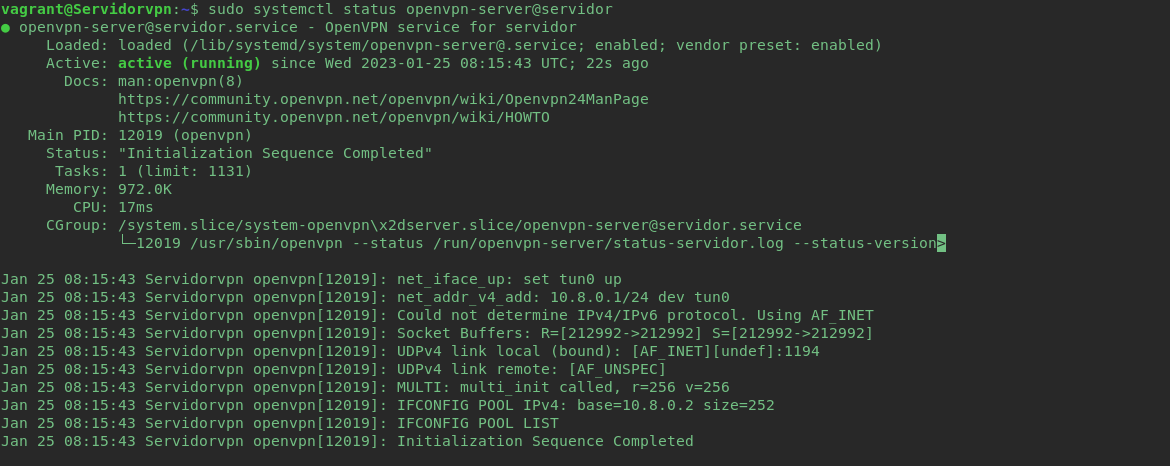 vagrant@Servidorvpn:~$ sudo systemctl status openvpn-server@servidor
● openvpn-server@servidor.service - OpenVPN service for servidor
     Loaded: loaded (/lib/systemd/system/openvpn-server@.service; enabled; vendor preset: enabled)
     Active: active (running) since Wed 2023-01-25 08:15:43 UTC; 22s ago
       Docs: man:openvpn(8)
             https://community.openvpn.net/openvpn/wiki/Openvpn24ManPage
             https://community.openvpn.net/openvpn/wiki/HOWTO
   Main PID: 12019 (openvpn)
     Status: "Initialization Sequence Completed"
      Tasks: 1 (limit: 1131)
     Memory: 972.0K
        CPU: 17ms
     CGroup: /system.slice/system-openvpn\x2dserver.slice/openvpn-server@servidor.service
             └─12019 /usr/sbin/openvpn --status /run/openvpn-server/status-servidor.log --status-version>

Jan 25 08:15:43 Servidorvpn openvpn[12019]: net_iface_up: set tun0 up
Jan 25 08:15:43 Servidorvpn openvpn[12019]: net_addr_v4_add: 10.8.0.1/24 dev tun0
Jan 25 08:15:43 Servidorvpn openvpn[12019]: Could not determine IPv4/IPv6 protocol. Using AF_INET
Jan 25 08:15:43 Servidorvpn openvpn[12019]: Socket Buffers: R=[212992->212992] S=[212992->212992]
Jan 25 08:15:43 Servidorvpn openvpn[12019]: UDPv4 link local (bound): [AF_INET][undef]:1194
Jan 25 08:15:43 Servidorvpn openvpn[12019]: UDPv4 link remote: [AF_UNSPEC]
Jan 25 08:15:43 Servidorvpn openvpn[12019]: MULTI: multi_init called, r=256 v=256
Jan 25 08:15:43 Servidorvpn openvpn[12019]: IFCONFIG POOL IPv4: base=10.8.0.2 size=252
Jan 25 08:15:43 Servidorvpn openvpn[12019]: IFCONFIG POOL LIST
Jan 25 08:15:43 Servidorvpn openvpn[12019]: Initialization Sequence Completed